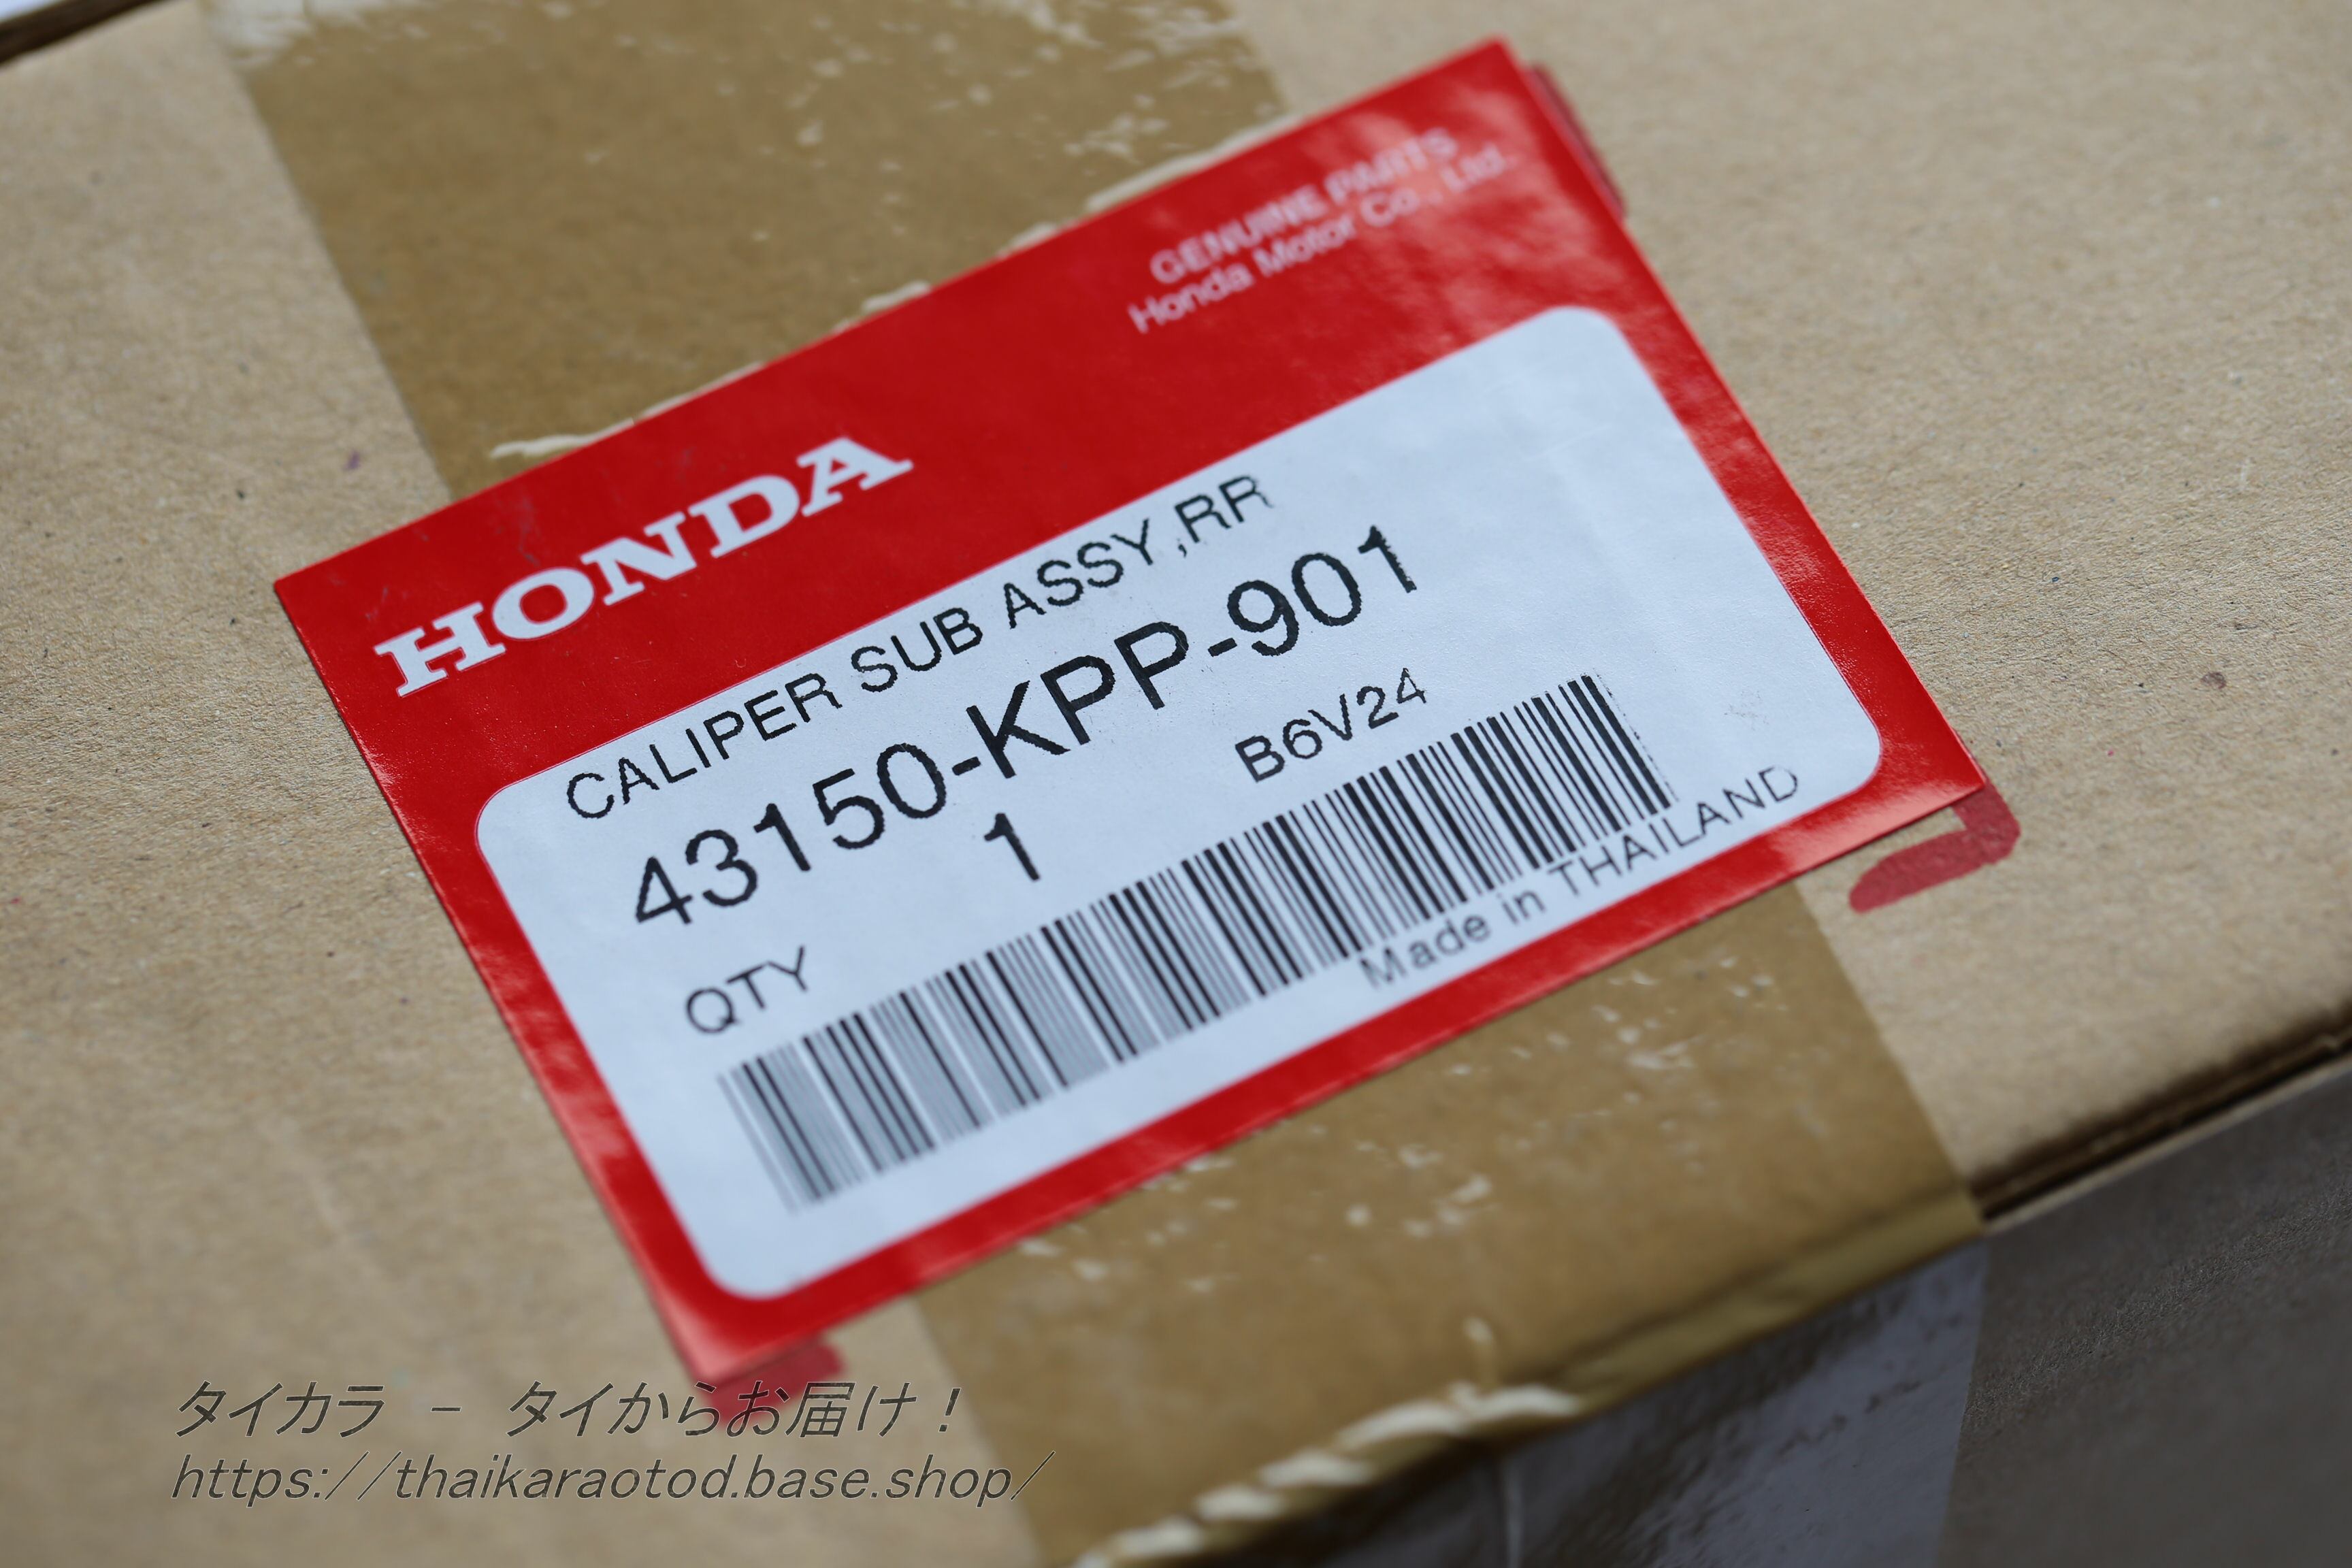 GENUINE PARTS
Honda Motor Co., Ltd.
HONDA
CALIPER SUB ASSY,RR
43150-KPP-901
QTY 1 B6V24
Made in THAILAND
タイカラ - タイからお届け！
https://thaikaraotod.base.shop/